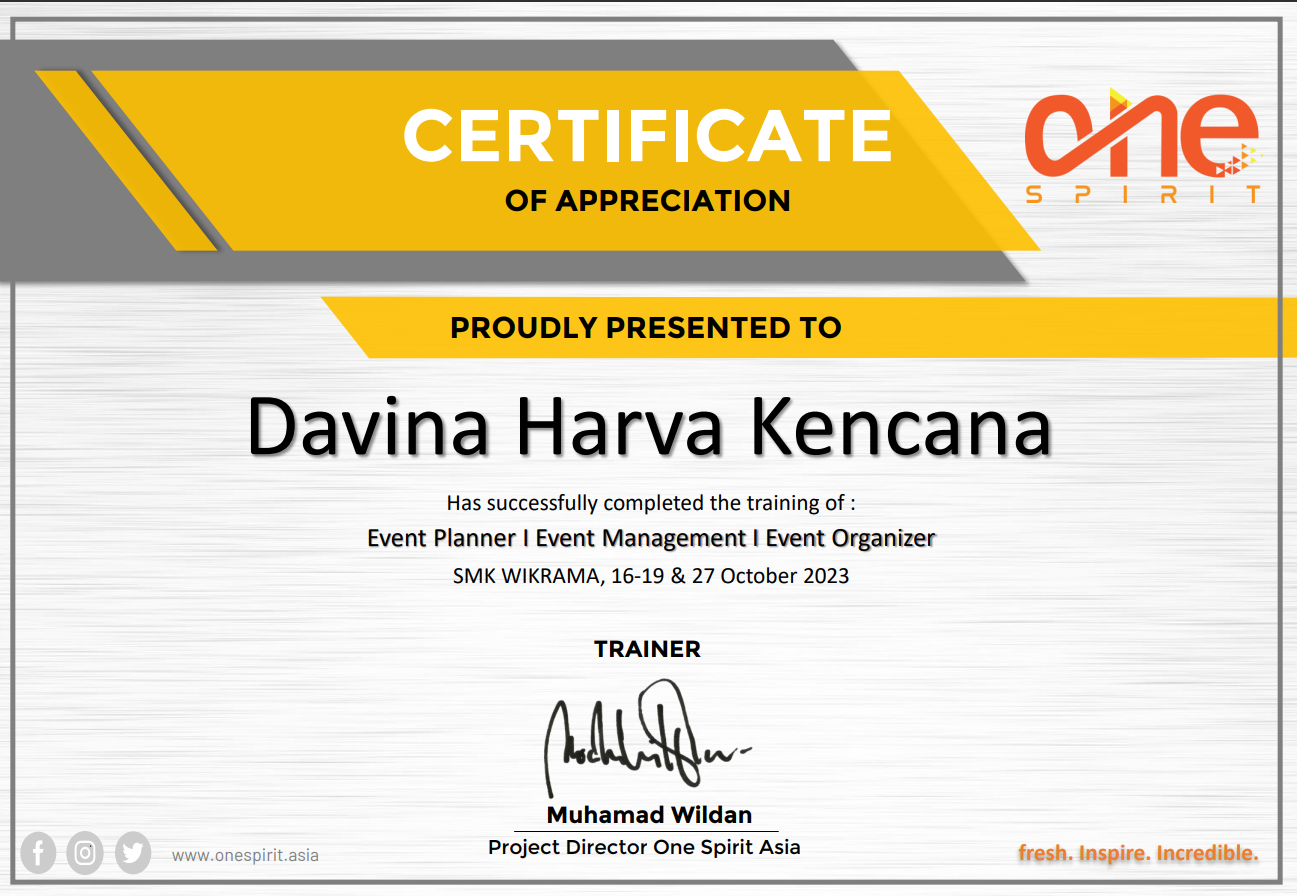 CERTIFICATE
OF APPRECIATION
one
SPIRIT
PROUDLY PRESENTED TO
Davina Harva Kencana
Has successfully completed the training of :
Event Planner I Event Management I Event Organizer
SMK WIKRAMA, 16-19 & 27 October 2023
TRAINER
Muhamad Wildan
Project Director One Spirit Asia
www.onespirit.asia
fresh. Inspire. Incredible.